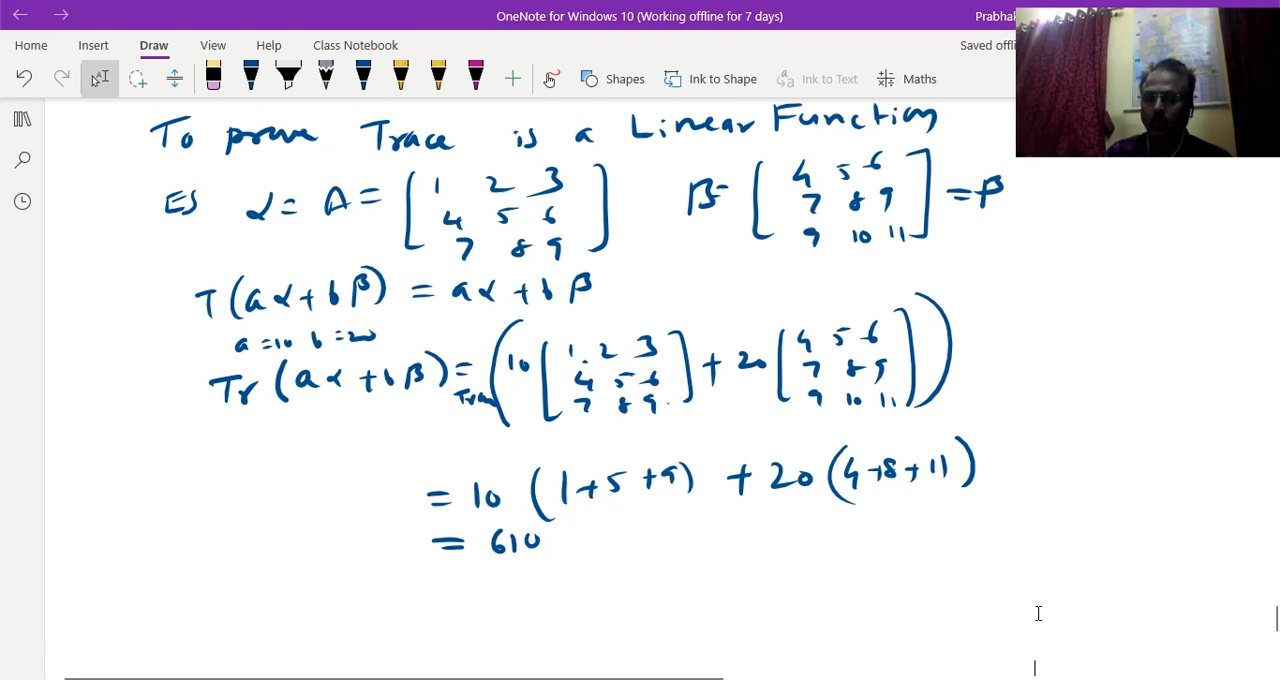 OneNote for Windows 10 (Working offline for 7 days)
Prabhak
Home Insert Draw View Help Class Notebook Saved offli
Shapes Ink to Shape Ink to Text Maths
To prove Trace is a Linear Function
α = A = [ 1 2 3
4 5 6
7 8 9 ]
β = [ 4 5 6
7 8 9
9 10 11 ] = β
T(aα + bβ) = aα + bβ
a = 10 b = 20
Tr (aα + bβ) = Trace ( 10 [ 1 2 3
4 5 6
7 8 9 ] + 20 [ 4 5 6
7 8 9
9 10 11 ] )
= 10 (1+5+9) + 20 (4+8+11)
= 610